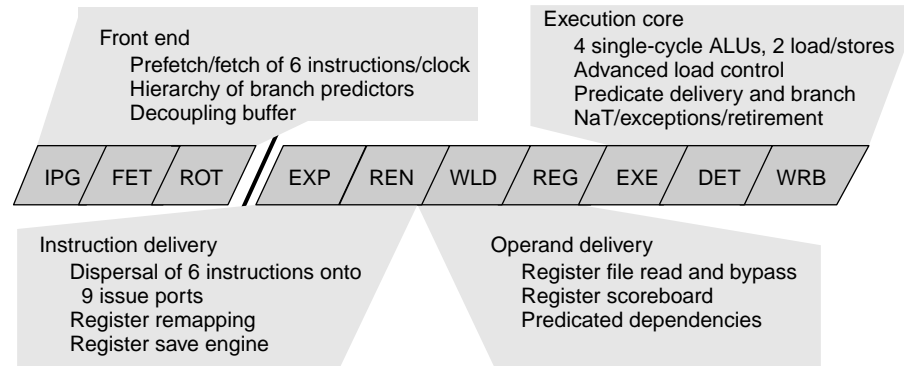 Front end
Prefetch/fetch of 6 instructions/clock
Hierarchy of branch predictors
Decoupling buffer
Execution core
4 single-cycle ALUs, 2 load/stores
Advanced load control
Predicate delivery and branch
NaT/exceptions/retirement
IPG FET ROT EXP REN WLD REG EXE DET WRB
Instruction delivery
Dispersal of 6 instructions onto
9 issue ports
Register remapping
Register save engine
Operand delivery
Register file read and bypass
Register scoreboard
Predicated dependencies